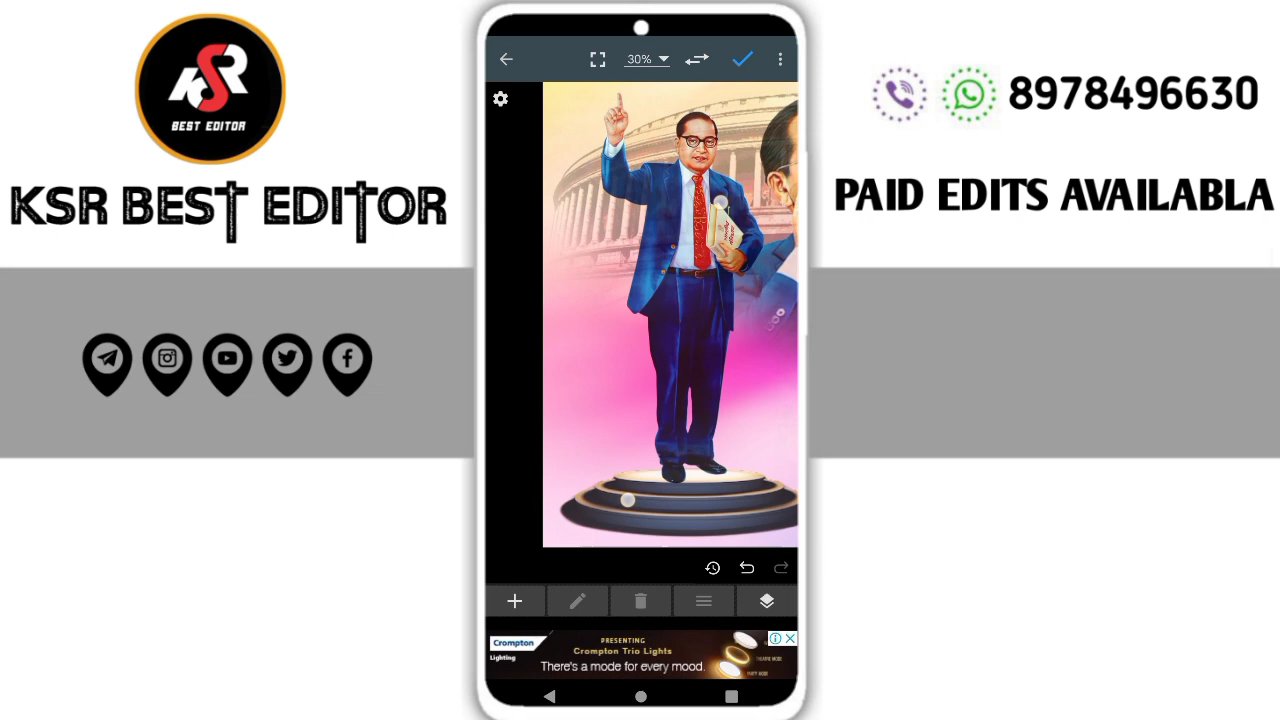 KSR
BEST EDITOR
KSR BEST EDITOR
8978496630
PAID EDITS AVAILABLA
30%
Crompton
Lighting
PRESENTING
Crompton Trio Lights
There's a mode for every mood.